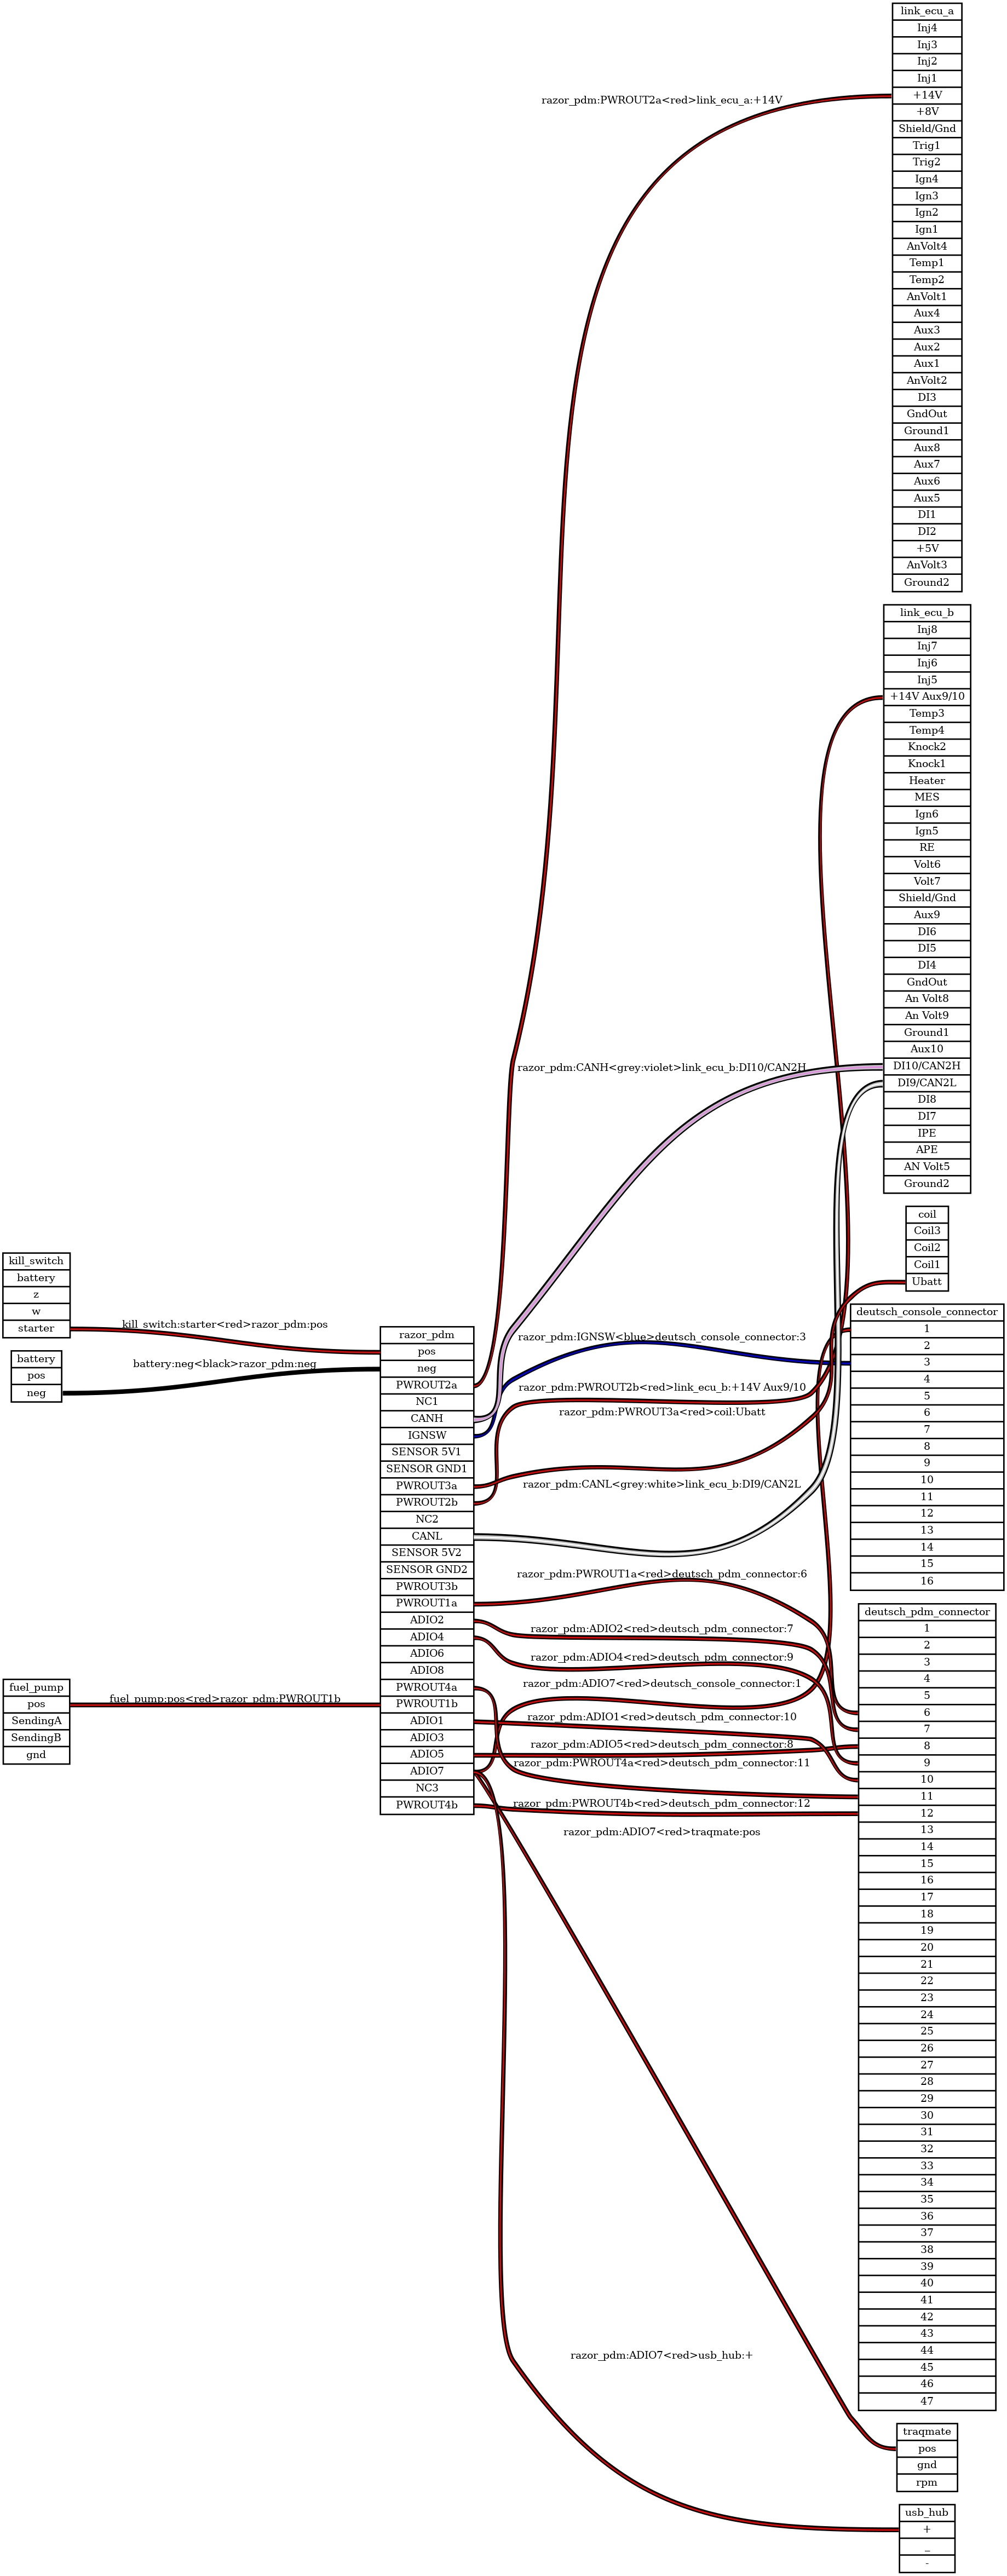 link_ecu_a
Inj4
Inj3
Inj2
Inj1
+14V
+8V
Shield/Gnd
Trig1
Trig2
Ign4
Ign3
Ign2
Ign1
AnVolt4
Temp1
Temp2
AnVolt1
Aux4
Aux3
Aux2
Aux1
AnVolt2
DI3
GndOut
Ground1
Aux8
Aux7
Aux6
Aux5
DI1
DI2
+5V
AnVolt3
Ground2
razor_pdm:PWROUT2a<red>link_ecu_a:+14V
link_ecu_b
Inj8
Inj7
Inj6
Inj5
+14V Aux9/10
Temp3
Temp4
Knock2
Knock1
Heater
MES
Ign6
Ign5
RE
Volt6
Volt7
Shield/Gnd
Aux9
DI6
DI5
DI4
GndOut
An Volt8
An Volt9
Ground1
Aux10
DI10/CAN2H
DI9/CAN2L
DI8
DI7
IPE
APE
AN Volt5
Ground2
razor_pdm:CANH<grey:violet>link_ecu_b:DI10/CAN2H
coil
Coil3
Coil2
Coil1
Ubatt
kill_switch
battery
z
w
starter
kill_switch:starter<red>razor_pdm:pos
battery
pos
neg
battery:neg<black>razor_pdm:neg
fuel_pump
pos
SendingA
SendingB
gnd
fuel_pump:pos<red>razor_pdm:PWROUT1b
razor_pdm
pos
neg
PWROUT2a
NC1
CANH
IGNSW
SENSOR 5V1
SENSOR GND1
PWROUT3a
PWROUT2b
NC2
CANL
SENSOR 5V2
SENSOR GND2
PWROUT3b
PWROUT1a
ADIO2
ADIO4
ADIO6
ADIO8
PWROUT4a
PWROUT1b
ADIO1
ADIO3
ADIO5
ADIO7
NC3
PWROUT4b
razor_pdm:IGNSW<blue>deutsch_console_connector:3
razor_pdm:PWROUT2b<red>link_ecu_b:+14V Aux9/10
razor_pdm:PWROUT3a<red>coil:Ubatt
razor_pdm:CANL<grey:white>link_ecu_b:DI9/CAN2L
razor_pdm:PWROUT1a<red>deutsch_pdm_connector:6
razor_pdm:ADIO2<red>deutsch_pdm_connector:7
razor_pdm:ADIO4<red>deutsch_pdm_connector:9
razor_pdm:ADIO7<red>deutsch_console_connector:1
razor_pdm:ADIO1<red>deutsch_pdm_connector:10
razor_pdm:ADIO5<red>deutsch_pdm_connector:8
razor_pdm:PWROUT4a<red>deutsch_pdm_connector:11
razor_pdm:PWROUT4b<red>deutsch_pdm_connector:12
razor_pdm:ADIO7<red>traqmate:pos
razor_pdm:ADIO7<red>usb_hub:+
deutsch_console_connector
1
2
3
4
5
6
7
8
9
10
11
12
13
14
15
16
deutsch_pdm_connector
1
2
3
4
5
6
7
8
9
10
11
12
13
14
15
16
17
18
19
20
21
22
23
24
25
26
27
28
29
30
31
32
33
34
35
36
37
38
39
40
41
42
43
44
45
46
47
traqmate
pos
gnd
rpm
usb_hub
+
_
-